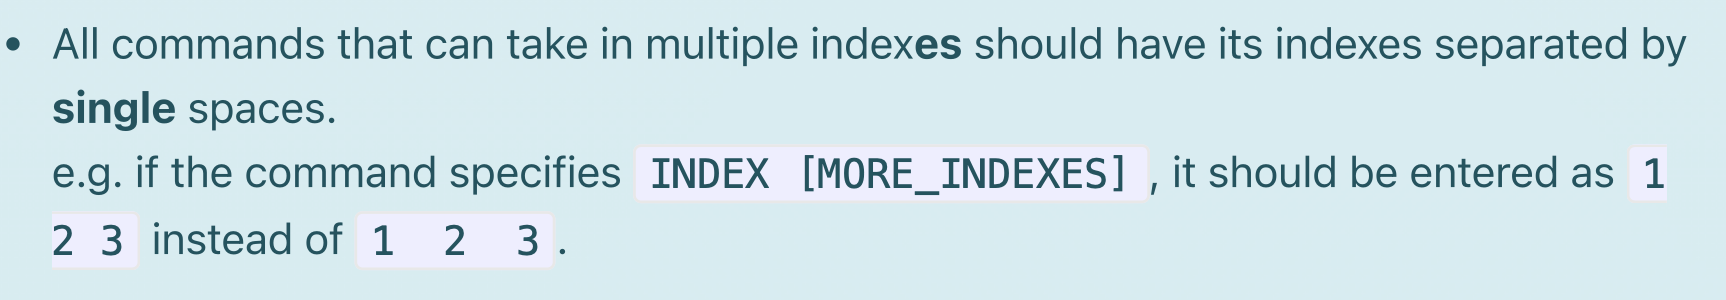 • All commands that can take in multiple indexes should have its indexes separated by
single spaces.
e.g. if the command specifies INDEX [MORE_INDEXES] , it should be entered as 1
2 3 instead of 1  2  3 .